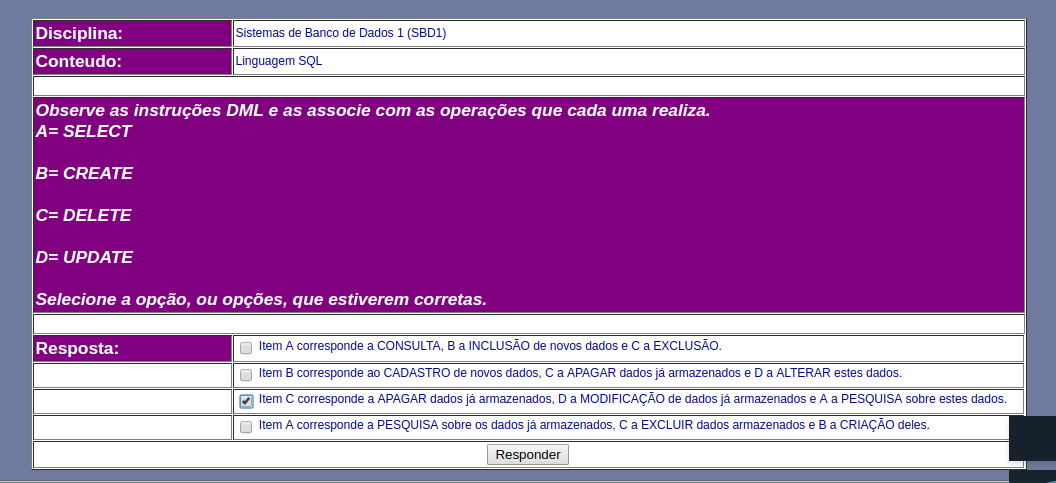 Disciplina: Sistemas de Banco de Dados 1 (SBD1)
Conteudo: Linguagem SQL
Observe as instruções DML e as associe com as operações que cada uma realiza.
A= SELECT
B= CREATE
C= DELETE
D= UPDATE
Selecione a opção, ou opções, que estiverem corretas.
Resposta: Item A corresponde a CONSULTA, B a INCLUSÃO de novos dados e C a EXCLUSÃO.
Item B corresponde ao CADASTRO de novos dados, C a APAGAR dados já armazenados e D a ALTERAR estes dados.
Item C corresponde a APAGAR dados já armazenados, D a MODIFICAÇÃO de dados já armazenados e A a PESQUISA sobre estes dados.
Item A corresponde a PESQUISA sobre os dados já armazenados, C a EXCLUIR dados armazenados e B a CRIAÇÃO deles.
Responder